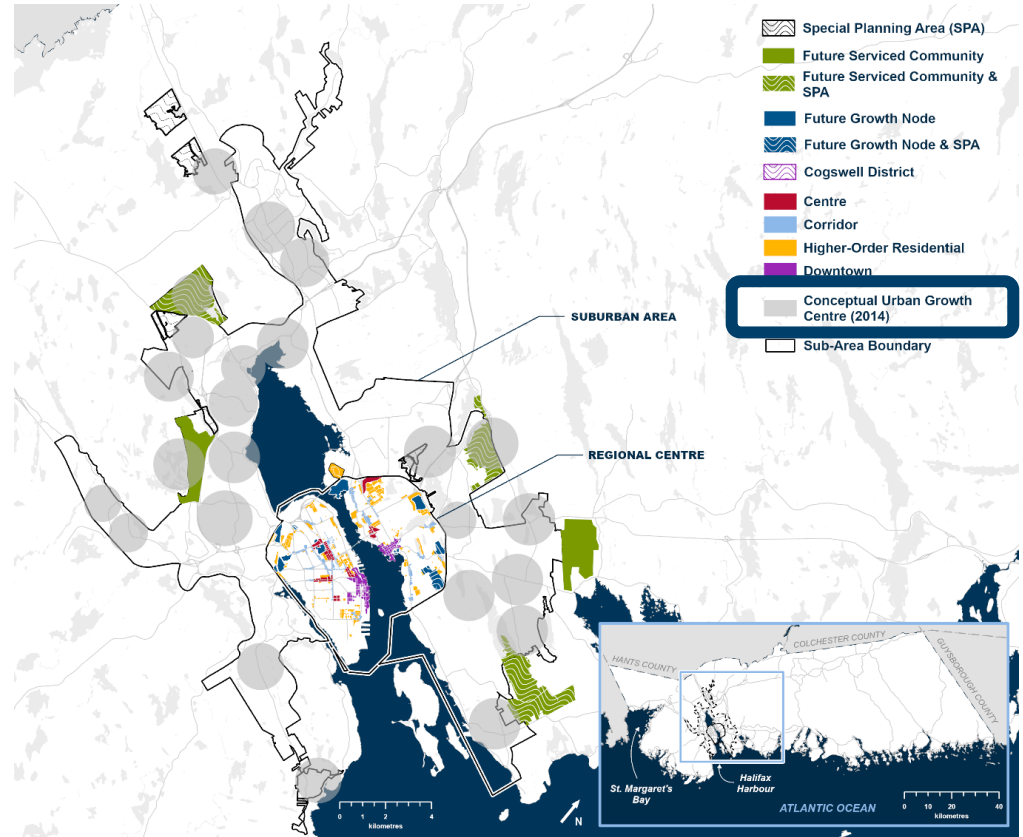 Special Planning Area (SPA)
Future Serviced Community
Future Serviced Community &
SPA
Future Growth Node
Future Growth Node & SPA
Cogswell District
Centre
Corridor
Higher-Order Residential
Downtown
Conceptual Urban Growth
Centre (2014)
Sub-Area Boundary
SUBURBAN AREA
REGIONAL CENTRE
COLCHESTER COUNTY
HANTS COUNTY
GUYSBOROUGH COUNTY
St. Margaret's
Bay
Halifax
Harbour
ATLANTIC OCEAN
0 20 40
kilometres
0 2 4
kilometres
N